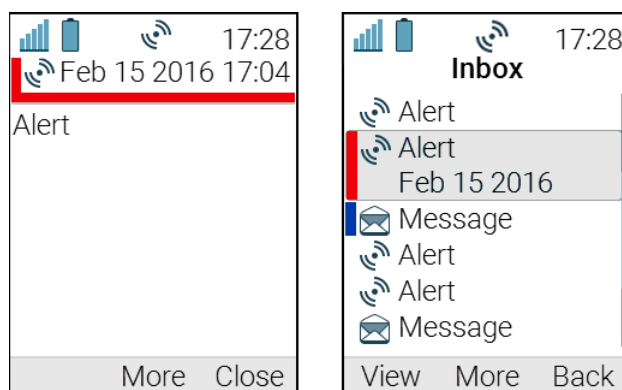 17:28
Feb 15 2016 17:04
Alert
More Close
17:28
Inbox
Alert
Alert
Feb 15 2016
Message
Alert
Alert
Message
View More Back